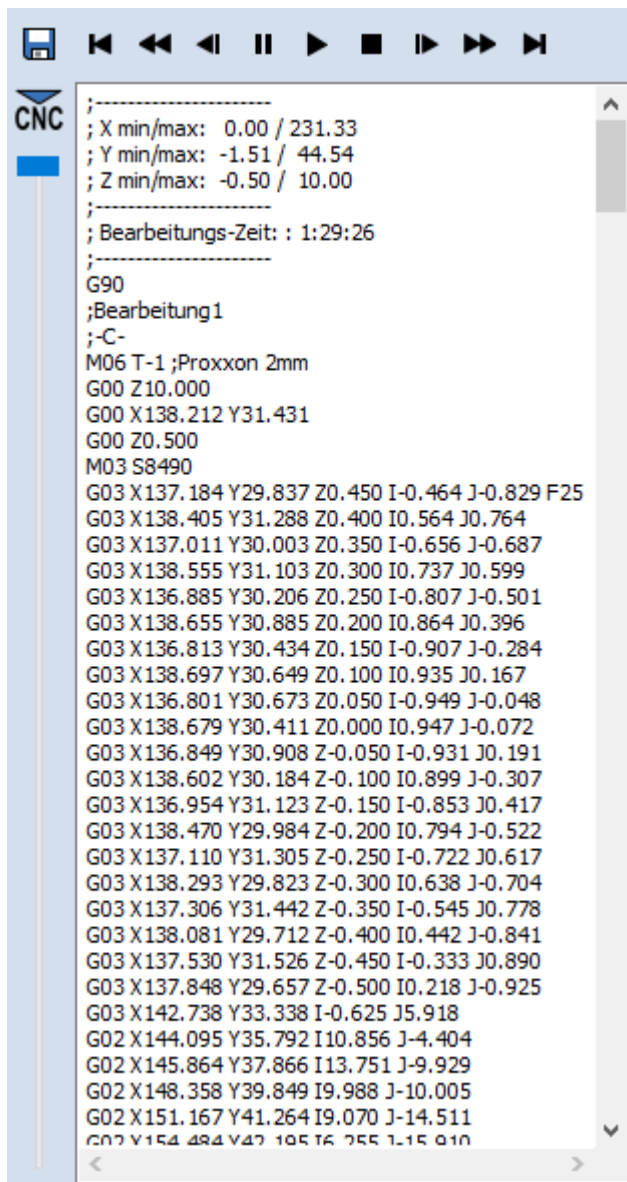 CNC
;----------------------
; X min/max:   0.00 / 231.33
; Y min/max:  -1.51 /  44.54
; Z min/max:  -0.50 /  10.00
;----------------------
; Bearbeitungs-Zeit: : 1:29:26
;----------------------
G90
;Bearbeitung1
;-C-
M06 T-1 ;Proxxon 2mm
G00 Z10.000
G00 X138.212 Y31.431
G00 Z0.500
M03 S8490
G03 X137.184 Y29.837 Z0.450 I-0.464 J-0.829 F25
G03 X138.405 Y31.288 Z0.400 I0.564 J0.764
G03 X137.011 Y30.003 Z0.350 I-0.656 J-0.687
G03 X138.555 Y31.103 Z0.300 I0.737 J0.599
G03 X136.885 Y30.206 Z0.250 I-0.807 J-0.501
G03 X138.655 Y30.885 Z0.200 I0.864 J0.396
G03 X136.813 Y30.434 Z0.150 I-0.907 J-0.284
G03 X138.697 Y30.649 Z0.100 I0.935 J0.167
G03 X136.801 Y30.673 Z0.050 I-0.949 J-0.048
G03 X138.679 Y30.411 Z0.000 I0.947 J-0.072
G03 X136.849 Y30.908 Z-0.050 I-0.931 J0.191
G03 X138.602 Y30.184 Z-0.100 I0.899 J-0.307
G03 X136.954 Y31.123 Z-0.150 I-0.853 J0.417
G03 X138.470 Y29.984 Z-0.200 I0.794 J-0.522
G03 X137.110 Y31.305 Z-0.250 I-0.722 J0.617
G03 X138.293 Y29.823 Z-0.300 I0.638 J-0.704
G03 X137.306 Y31.442 Z-0.350 I-0.545 J0.778
G03 X138.081 Y29.712 Z-0.400 I0.442 J-0.841
G03 X137.530 Y31.526 Z-0.450 I-0.333 J0.890
G03 X137.848 Y29.657 Z-0.500 I0.218 J-0.925
G03 X142.738 Y33.338 I-0.625 J5.918
G02 X144.095 Y35.792 I10.856 J-4.404
G02 X145.864 Y37.866 I13.751 J-9.929
G02 X148.358 Y39.849 I9.988 J-10.005
G02 X151.167 Y41.264 I9.070 J-14.511
G02 X154.484 Y42.195 I6.255 J-15.910